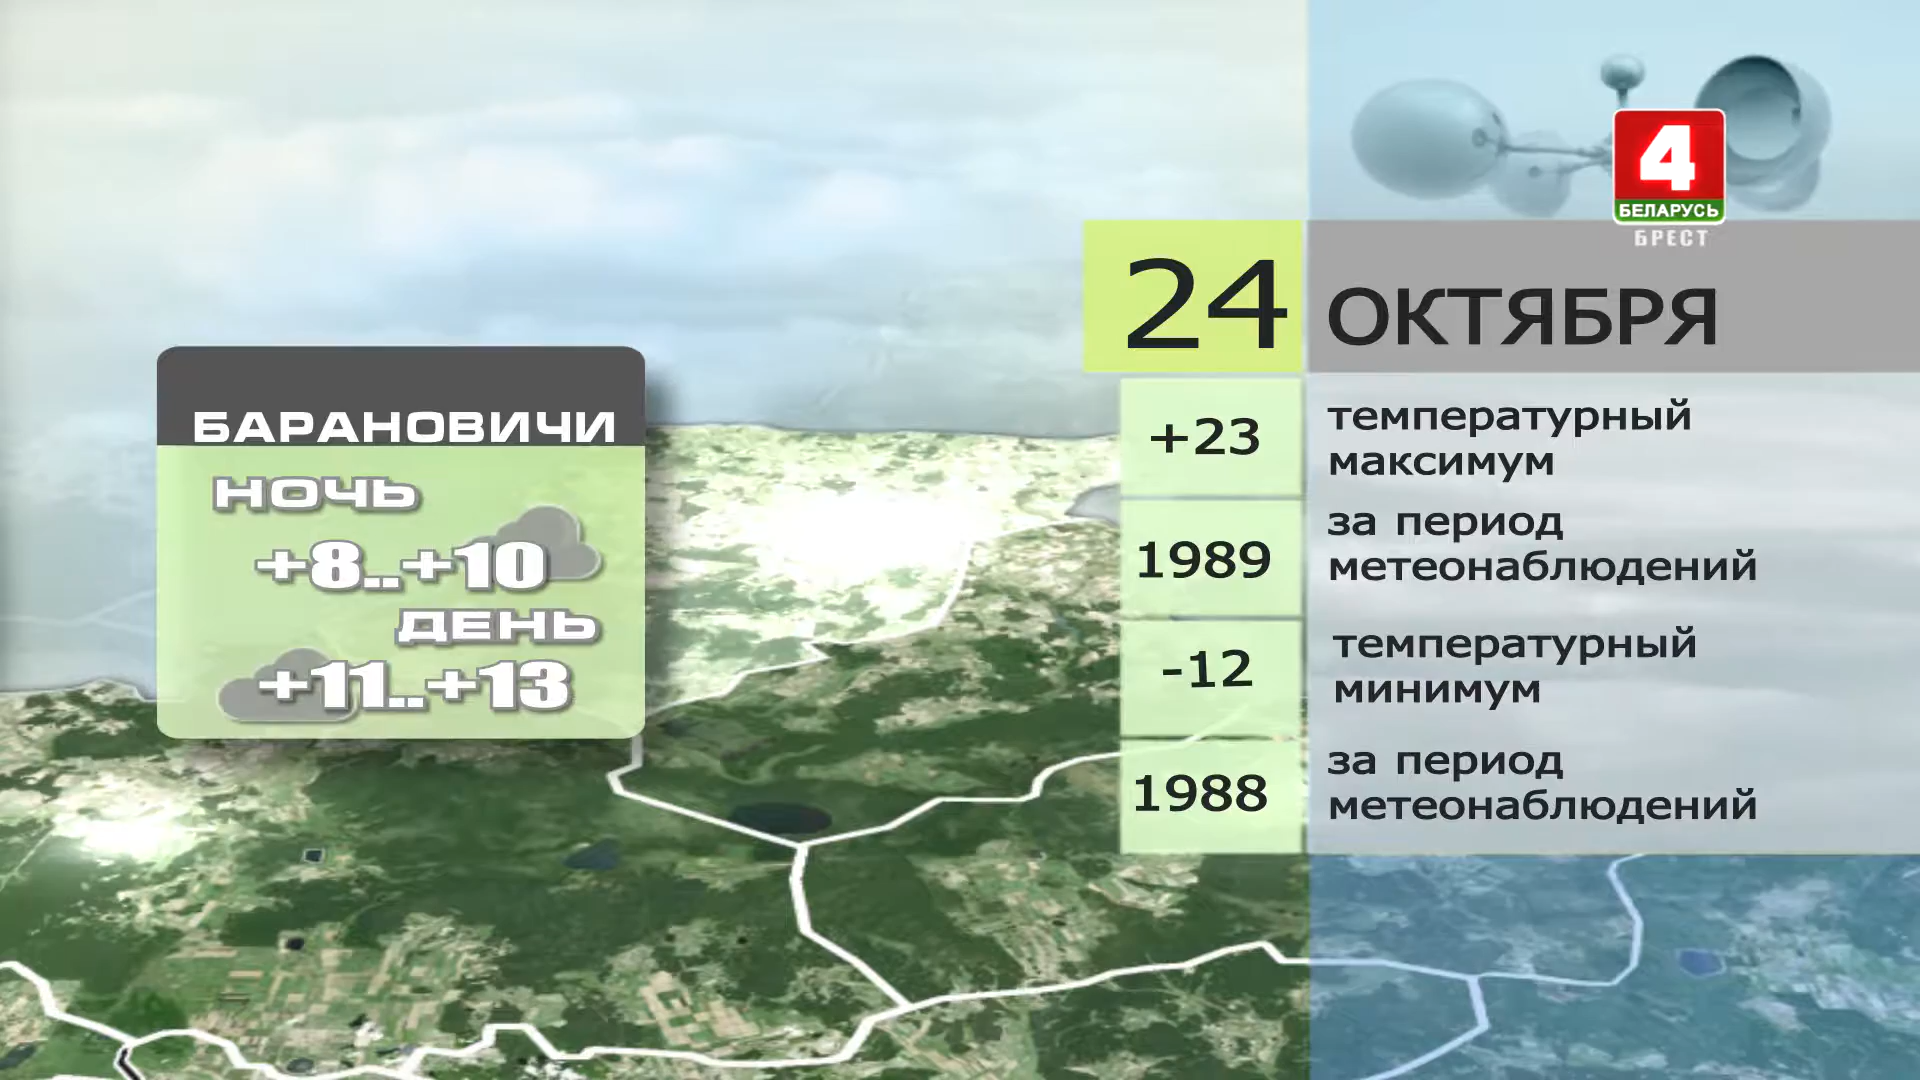 4
БЕЛАРУСЬ
БРЕСТ
24 ОКТЯБРЯ
БАРАНОВИЧИ
НОЧЬ
+8..+10
ДЕНЬ
+11..+13
+23
температурный
максимум
1989
за период
метеонаблюдений
-12
температурный
минимум
1988
за период
метеонаблюдений